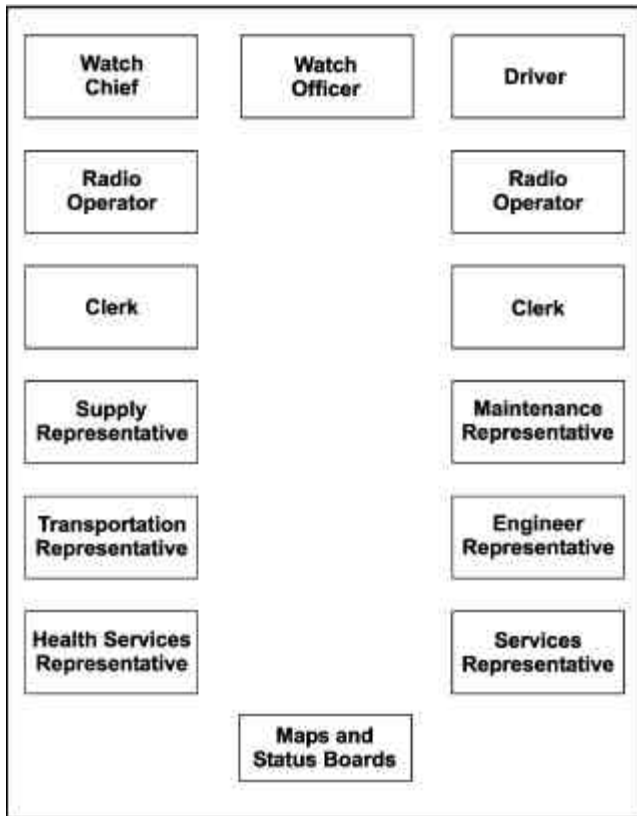 Watch
Chief
Watch
Officer
Driver
Radio
Operator
Radio
Operator
Clerk
Clerk
Supply
Representative
Maintenance
Representative
Transportation
Representative
Engineer
Representative
Health Services
Representative
Services
Representative
Maps and
Status Boards